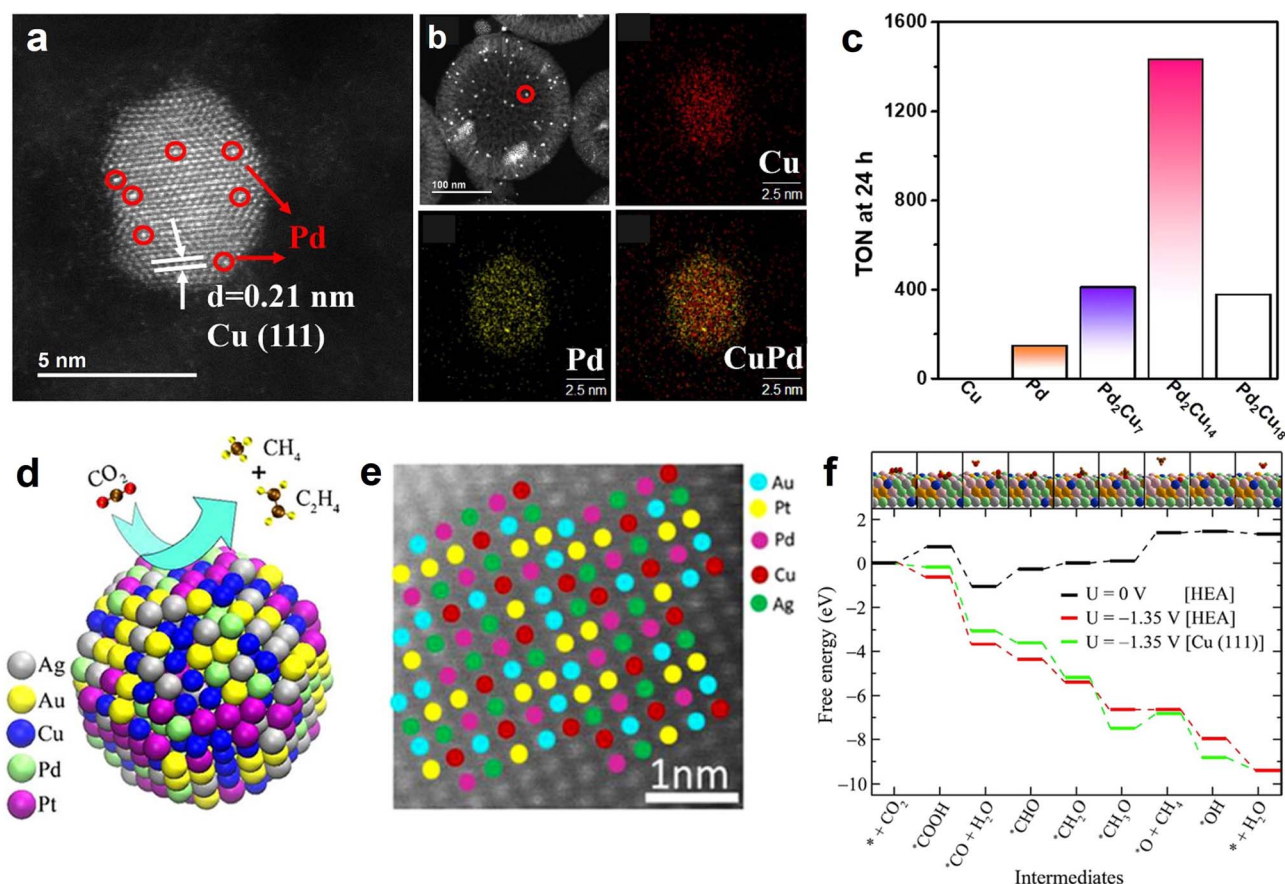 a
Pd
d=0.21 nm
Cu (111)
5 nm
b
100 nm
Cu
2.5 nm
Pd
2.5 nm
CuPd
2.5 nm
c
TON at 24 h
1600
1200
800
400
0
Cu
Pd
Pd₂Cu₇
Pd₂Cu₁₄
Pd₂Cu₁₈
d
CO₂
CH₄
+
C₂H₄
Ag
Au
Cu
Pd
Pt
e
Au
Pt
Pd
Cu
Ag
1nm
f
Free energy (eV)
2
0
−2
−4
−6
−8
−10
U = 0 V [HEA]
U = −1.35 V [HEA]
U = −1.35 V [Cu (111)]
* + CO₂
*COOH
*CO + H₂O
*CHO
*CH₂O
*CH₃O
*O + CH₄
*OH
* + H₂O
Intermediates